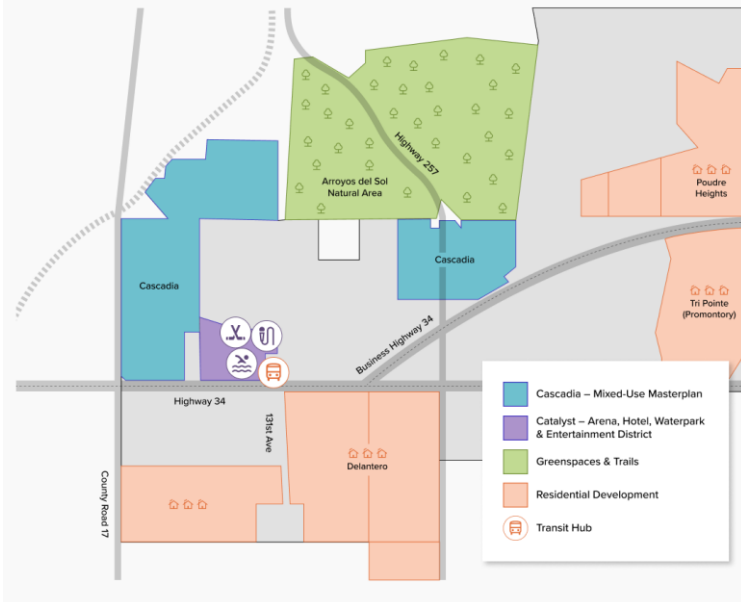 Highway 257
Arroyos del Sol
Natural Area
Poudre
Heights
Cascadia
Cascadia
Tri Pointe
(Promontory)
Business Highway 34
Highway 34
131st Ave
Delantero
County Road 17
Cascadia – Mixed-Use Masterplan
Catalyst – Arena, Hotel, Waterpark
& Entertainment District
Greenspaces & Trails
Residential Development
Transit Hub